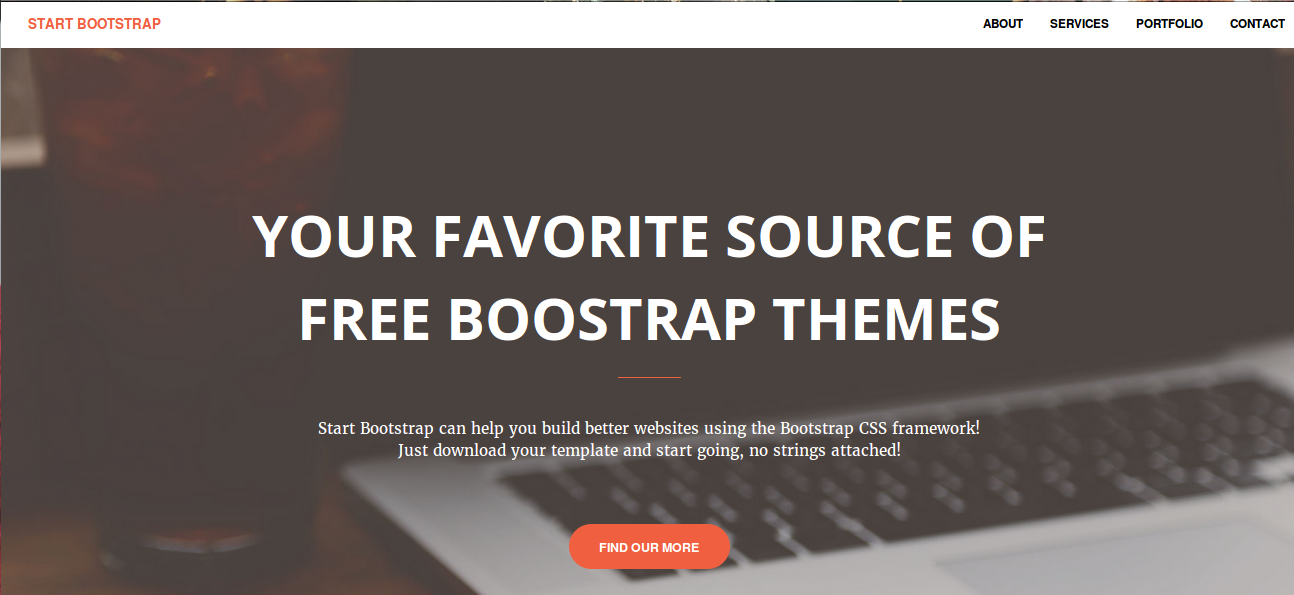 START BOOTSTRAP
ABOUT SERVICES PORTFOLIO CONTACT
YOUR FAVORITE SOURCE OF
FREE BOOSTRAP THEMES
Start Bootstrap can help you build better websites using the Bootstrap CSS framework!
Just download your template and start going, no strings attached!
FIND OUR MORE